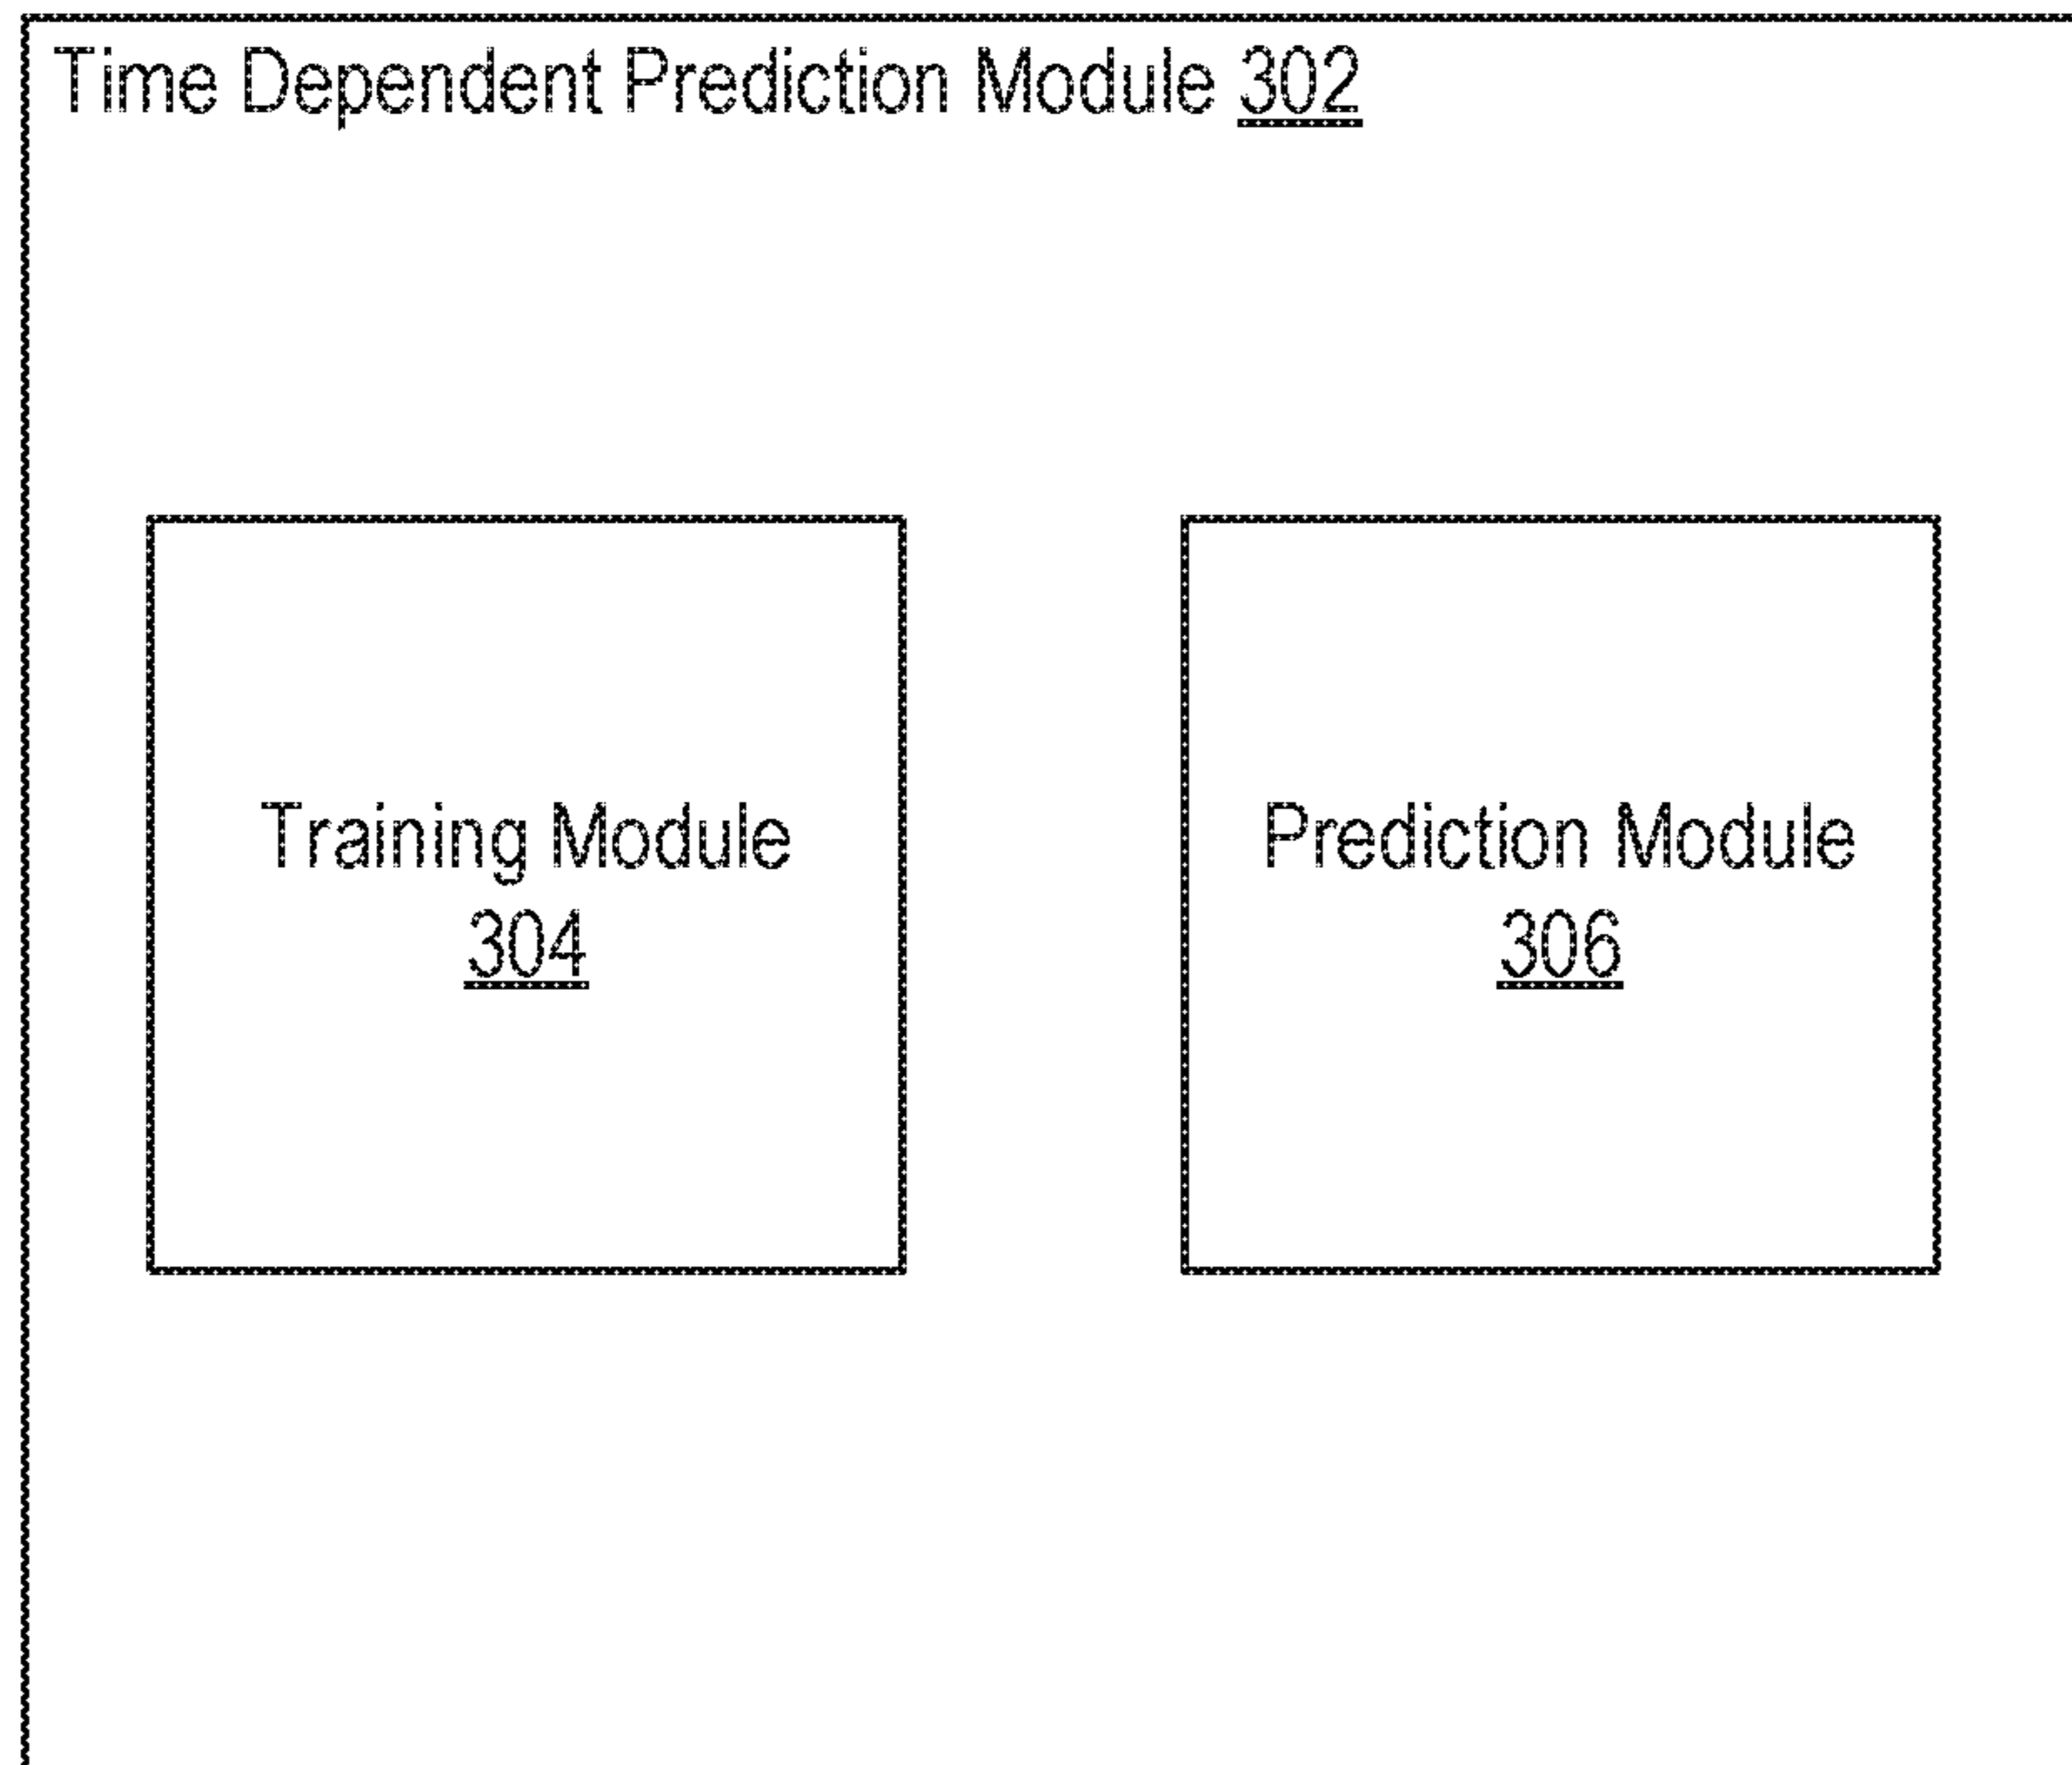 Time Dependent Prediction Module 302
Training Module
304
Prediction Module
306